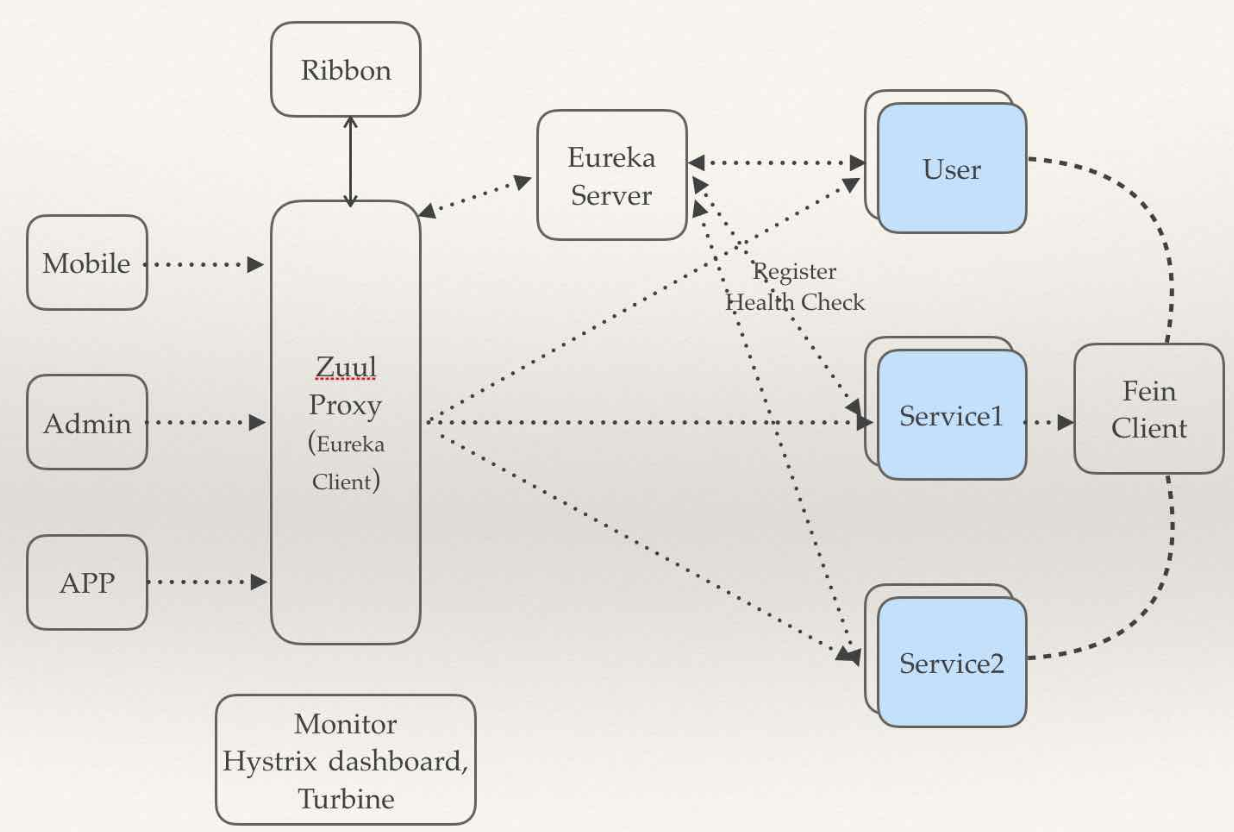 Ribbon
Eureka
Server
User
Mobile
Register
Health Check
Zuul
Proxy
(Eureka
Client)
Admin
Service1
Fein
Client
APP
Service2
Monitor
Hystrix dashboard,
Turbine